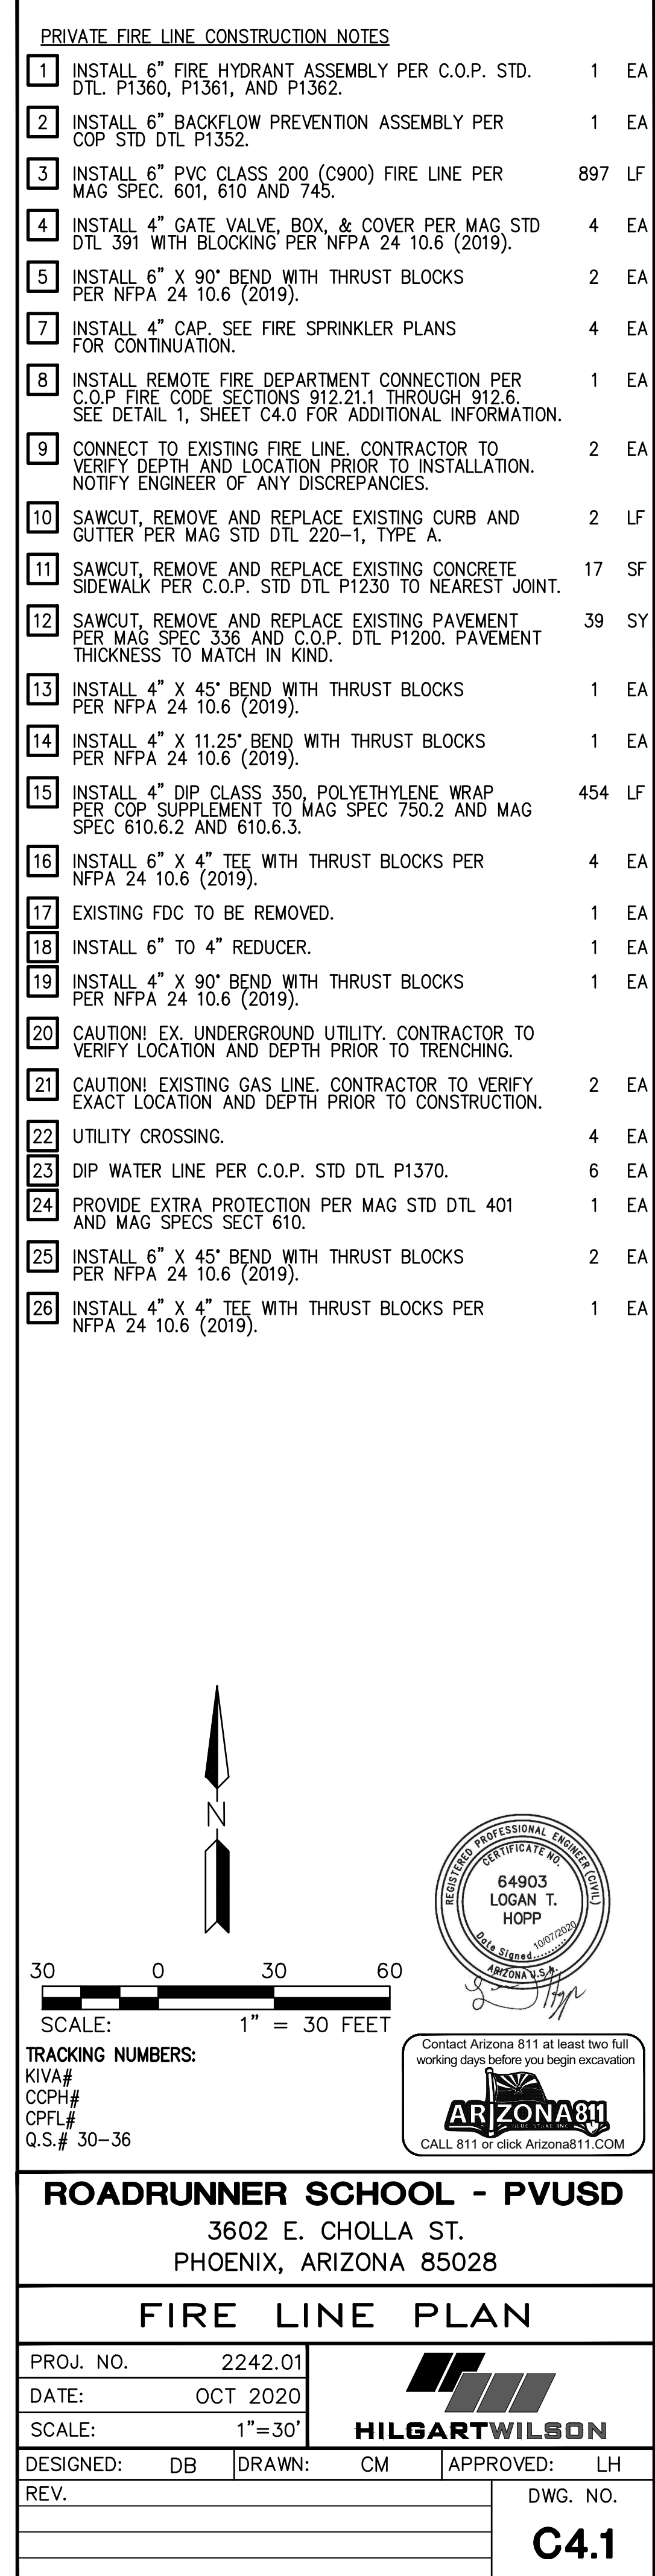 PRIVATE FIRE LINE CONSTRUCTION NOTES
1 INSTALL 6" FIRE HYDRANT ASSEMBLY PER C.O.P. STD. 1 EA
DTL. P1360, P1361, AND P1362.
2 INSTALL 6" BACKFLOW PREVENTION ASSEMBLY PER 1 EA
COP STD DTL P1352.
3 INSTALL 6" PVC CLASS 200 (C900) FIRE LINE PER 897 LF
MAG SPEC. 601, 610 AND 745.
4 INSTALL 4" GATE VALVE, BOX, & COVER PER MAG STD 4 EA
DTL 391 WITH BLOCKING PER NFPA 24 10.6 (2019).
5 INSTALL 6" X 90° BEND WITH THRUST BLOCKS 2 EA
PER NFPA 24 10.6 (2019).
7 INSTALL 4" CAP. SEE FIRE SPRINKLER PLANS 4 EA
FOR CONTINUATION.
8 INSTALL REMOTE FIRE DEPARTMENT CONNECTION PER 1 EA
C.O.P FIRE CODE SECTIONS 912.21.1 THROUGH 912.6.
SEE DETAIL 1, SHEET C4.0 FOR ADDITIONAL INFORMATION.
9 CONNECT TO EXISTING FIRE LINE. CONTRACTOR TO 2 EA
VERIFY DEPTH AND LOCATION PRIOR TO INSTALLATION.
NOTIFY ENGINEER OF ANY DISCREPANCIES.
10 SAWCUT, REMOVE AND REPLACE EXISTING CURB AND 2 LF
GUTTER PER MAG STD DTL 220-1, TYPE A.
11 SAWCUT, REMOVE AND REPLACE EXISTING CONCRETE 17 SF
SIDEWALK PER C.O.P. STD DTL P1230 TO NEAREST JOINT.
12 SAWCUT, REMOVE AND REPLACE EXISTING PAVEMENT 39 SY
PER MAG SPEC 336 AND C.O.P. DTL P1200. PAVEMENT
THICKNESS TO MATCH IN KIND.
13 INSTALL 4" X 45° BEND WITH THRUST BLOCKS 1 EA
PER NFPA 24 10.6 (2019).
14 INSTALL 4" X 11.25° BEND WITH THRUST BLOCKS 1 EA
PER NFPA 24 10.6 (2019).
15 INSTALL 4" DIP CLASS 350, POLYETHYLENE WRAP 454 LF
PER COP SUPPLEMENT TO MAG SPEC 750.2 AND MAG
SPEC 610.6.2 AND 610.6.3.
16 INSTALL 6" X 4" TEE WITH THRUST BLOCKS PER 4 EA
NFPA 24 10.6 (2019).
17 EXISTING FDC TO BE REMOVED. 1 EA
18 INSTALL 6" TO 4" REDUCER. 1 EA
19 INSTALL 4" X 90° BEND WITH THRUST BLOCKS 1 EA
PER NFPA 24 10.6 (2019).
20 CAUTION! EX. UNDERGROUND UTILITY. CONTRACTOR TO
VERIFY LOCATION AND DEPTH PRIOR TO TRENCHING.
21 CAUTION! EXISTING GAS LINE. CONTRACTOR TO VERIFY 2 EA
EXACT LOCATION AND DEPTH PRIOR TO CONSTRUCTION.
22 UTILITY CROSSING. 4 EA
23 DIP WATER LINE PER C.O.P. STD DTL P1370. 6 EA
24 PROVIDE EXTRA PROTECTION PER MAG STD DTL 401 1 EA
AND MAG SPECS SECT 610.
25 INSTALL 6" X 45° BEND WITH THRUST BLOCKS 2 EA
PER NFPA 24 10.6 (2019).
26 INSTALL 4" X 4" TEE WITH THRUST BLOCKS PER 1 EA
NFPA 24 10.6 (2019).
N
REGISTERED PROFESSIONAL ENGINEER (CIVIL)
CERTIFICATE NO.
64903
LOGAN T.
HOPP
10/07/2020
Date Signed..........
ARIZONA U.S.A.
30 0 30 60
SCALE: 1" = 30 FEET
TRACKING NUMBERS:
KIVA#
CCPH#
CPFL#
Q.S.# 30-36
Contact Arizona 811 at least two full
working days before you begin excavation
ARIZONA811
BLUE STAKE INC.
CALL 811 or click Arizona811.COM
ROADRUNNER SCHOOL - PVUSD
3602 E. CHOLLA ST.
PHOENIX, ARIZONA 85028
FIRE LINE PLAN
PROJ. NO. 2242.01
DATE: OCT 2020
SCALE: 1"=30'
HILGARTWILSON
DESIGNED: DB DRAWN: CM APPROVED: LH
REV.
DWG. NO.
C4.1